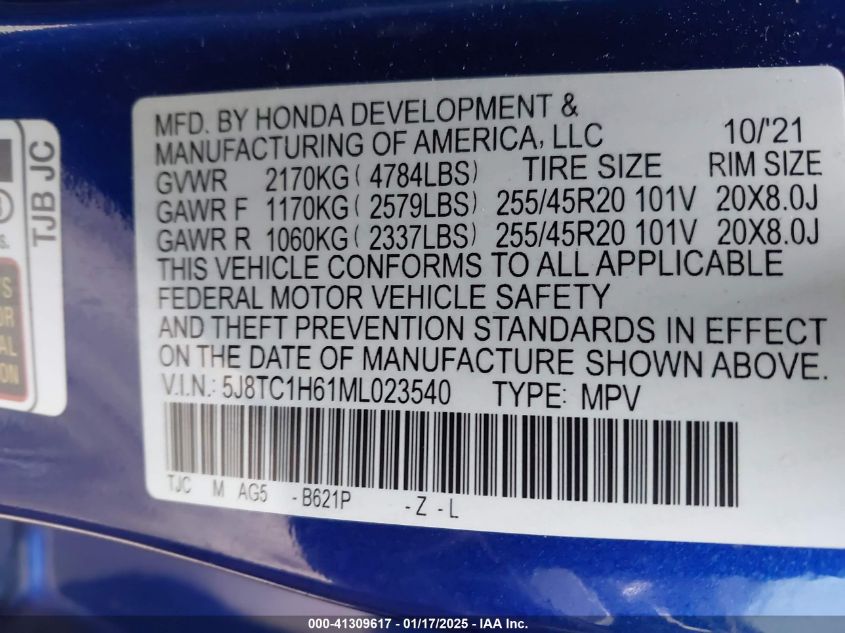 MFD. BY HONDA DEVELOPMENT &
MANUFACTURING OF AMERICA, LLC 10/'21
GVWR 2170KG ( 4784LBS) TIRE SIZE RIM SIZE
GAWR F 1170KG ( 2579LBS) 255/45R20 101V 20X8.0J
GAWR R 1060KG ( 2337LBS) 255/45R20 101V 20X8.0J
THIS VEHICLE CONFORMS TO ALL APPLICABLE
FEDERAL MOTOR VEHICLE SAFETY
AND THEFT PREVENTION STANDARDS IN EFFECT
ON THE DATE OF MANUFACTURE SHOWN ABOVE.
V.I.N.: 5J8TC1H61ML023540 TYPE: MPV
TJC M AG5 - B621P - Z - L
TJB JC
000-41309617 - 01/17/2025 - IAA Inc.